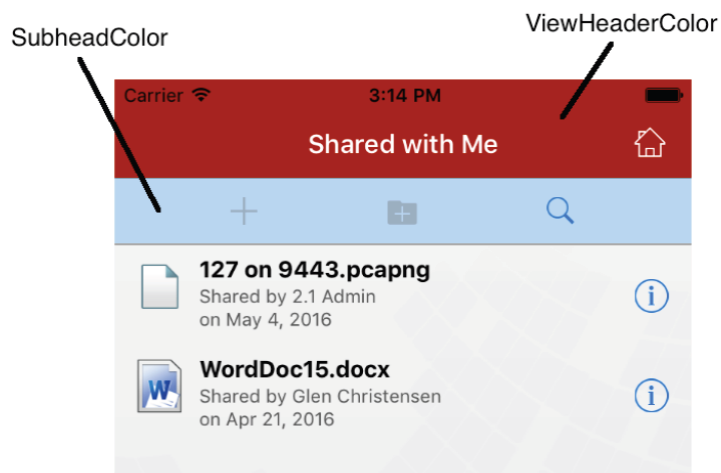 ViewHeaderColor
SubheadColor
Carrier 3:14 PM
Shared with Me
127 on 9443.pcapng
Shared by 2.1 Admin
on May 4, 2016
WordDoc15.docx
Shared by Glen Christensen
on Apr 21, 2016